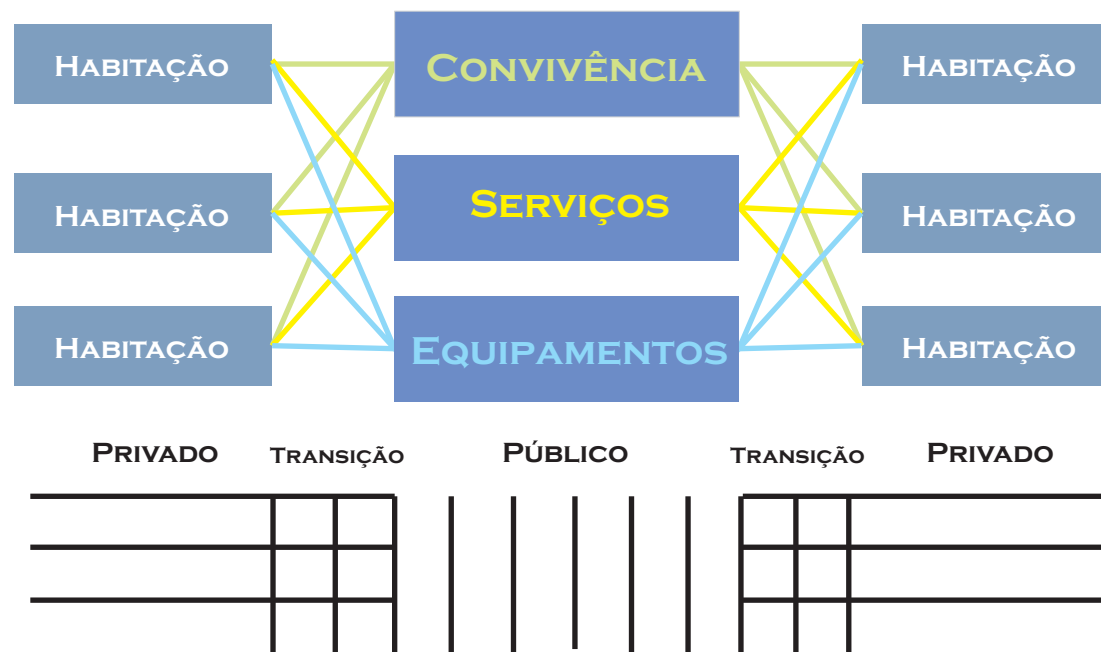 Habitação Convivência Habitação
Habitação Serviços Habitação
Habitação Equipamentos Habitação
Privado Transição Público Transição Privado